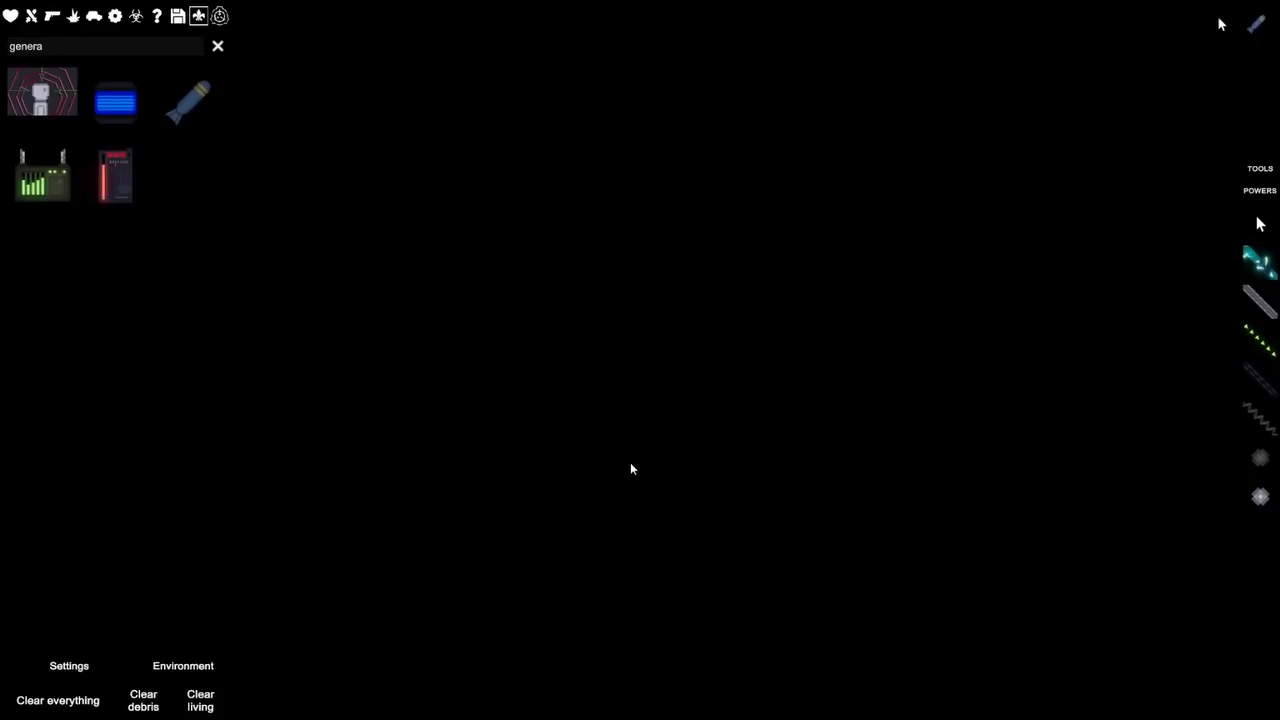 genera
TOOLS
POWERS
Settings
Environment
Clear everything
Clear
debris
Clear
living